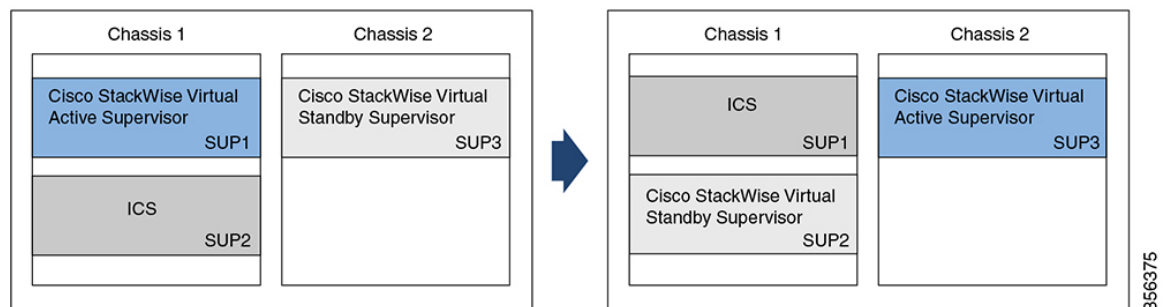 Chassis 1
Chassis 2
Cisco StackWise Virtual
Active Supervisor
SUP1
Cisco StackWise Virtual
Standby Supervisor
SUP3
ICS
SUP2
Chassis 1
Chassis 2
ICS
SUP1
Cisco StackWise Virtual
Active Supervisor
SUP3
Cisco StackWise Virtual
Standby Supervisor
SUP2
356375